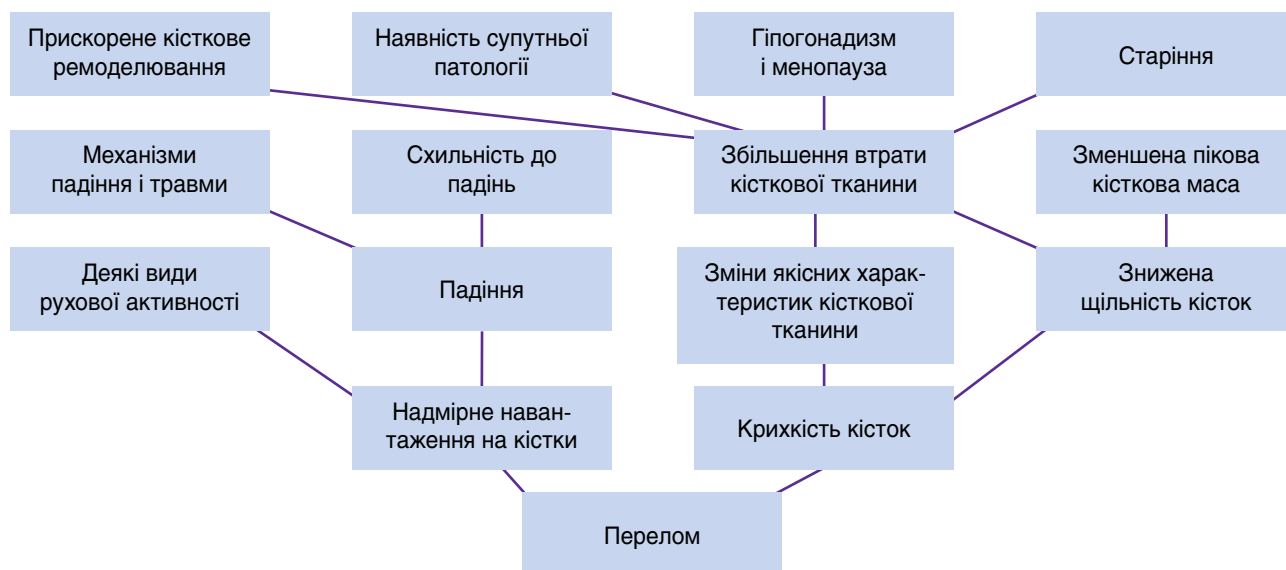 Прискорене кісткове
ремоделювання
Наявність супутньої
патології
Гіпогонадизм
і менопауза
Старіння
Механізми
падіння і травми
Схильність до
падінь
Збільшення втрати
кісткової тканини
Зменшена пікова
кісткова маса
Деякі види
рухової активності
Падіння
Зміни якісних харак-
теристик кісткової
тканини
Знижена
щільність кісток
Надмірне наван-
таження на кістки
Крихкість кісток
Перелом